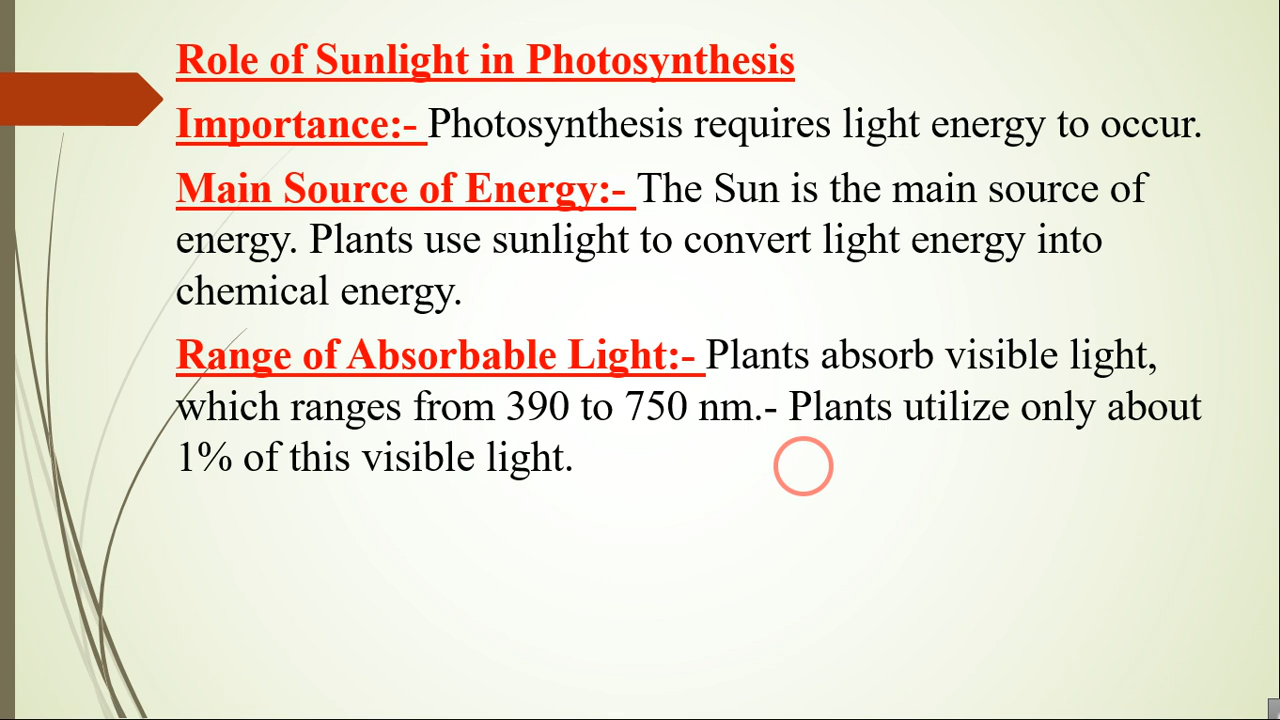 Role of Sunlight in Photosynthesis
Importance:- Photosynthesis requires light energy to occur.
Main Source of Energy:- The Sun is the main source of
energy. Plants use sunlight to convert light energy into
chemical energy.
Range of Absorbable Light:- Plants absorb visible light,
which ranges from 390 to 750 nm.- Plants utilize only about
1% of this visible light.